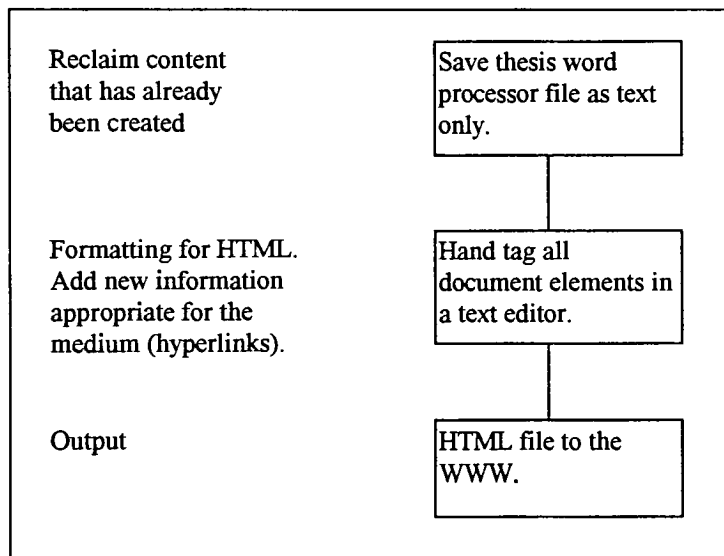 Reclaim content
that has already
been created
Save thesis word
processor file as text
only.
Formatting for HTML.
Add new information
appropriate for the
medium (hyperlinks).
Hand tag all
document elements in
a text editor.
Output
HTML file to the
WWW.